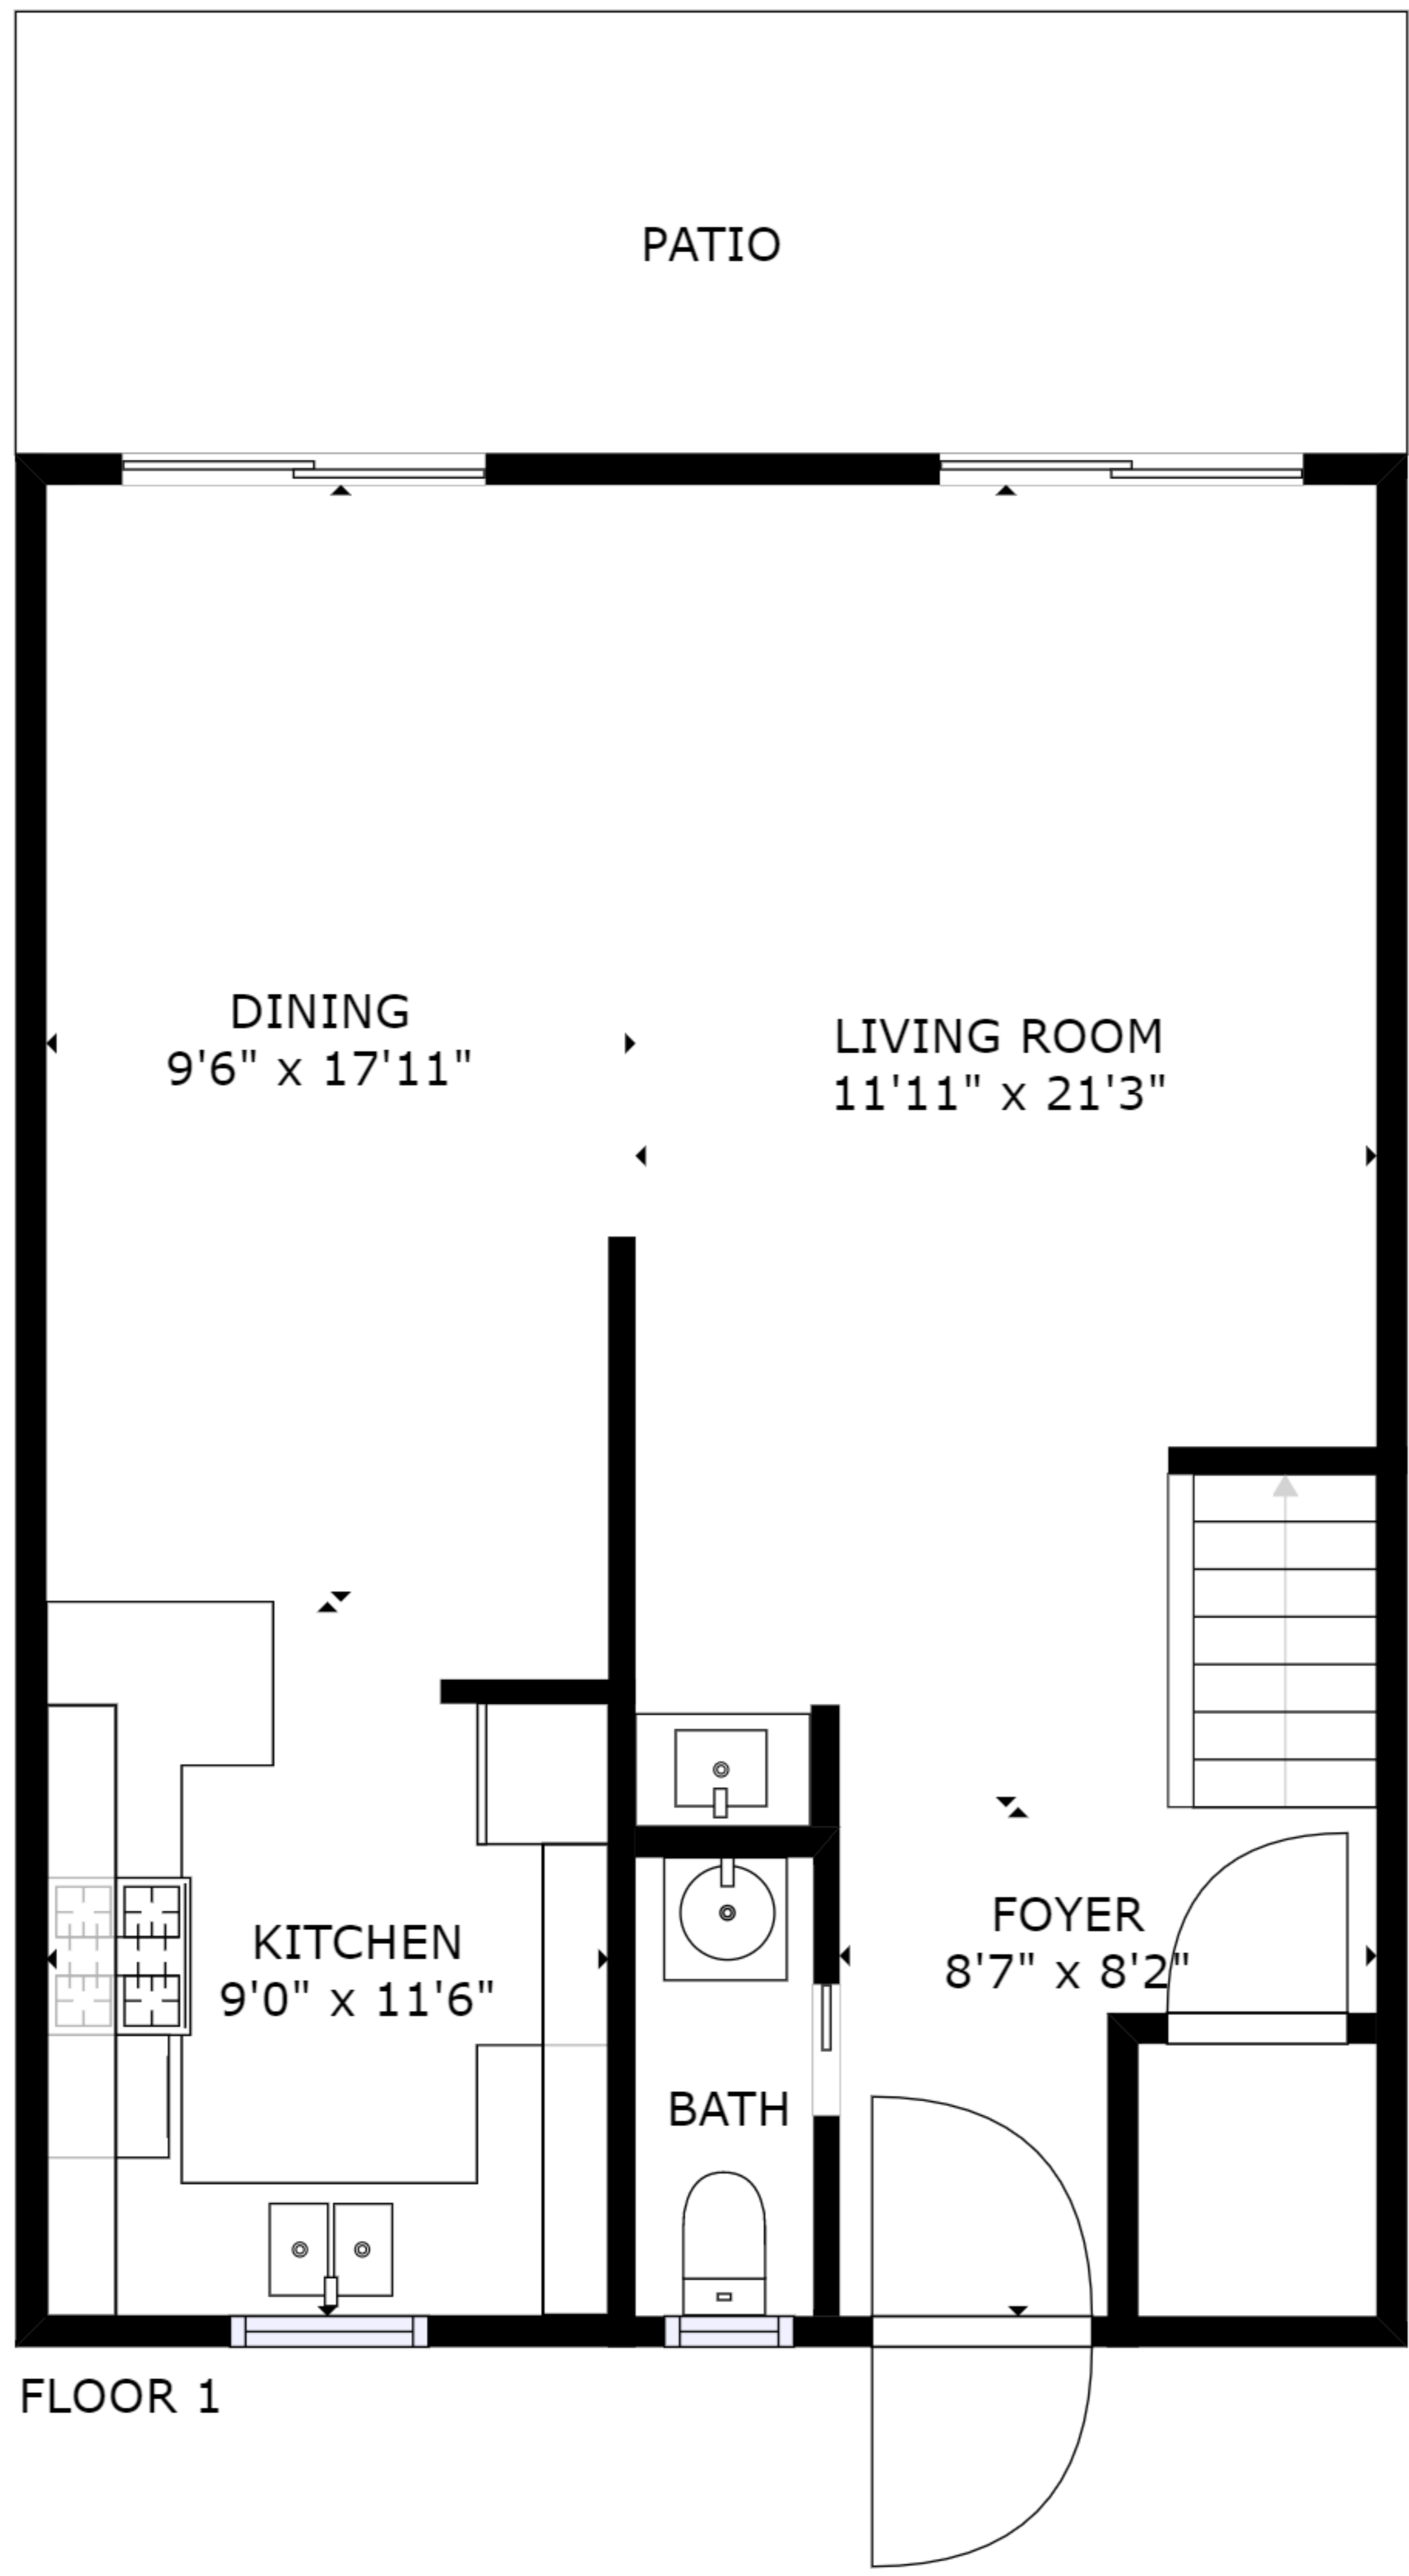 PATIO
DINING
9'6" x 17'11"
LIVING ROOM
11'11" x 21'3"
KITCHEN
9'0" x 11'6"
FOYER
8'7" x 8'2"
BATH
FLOOR 1